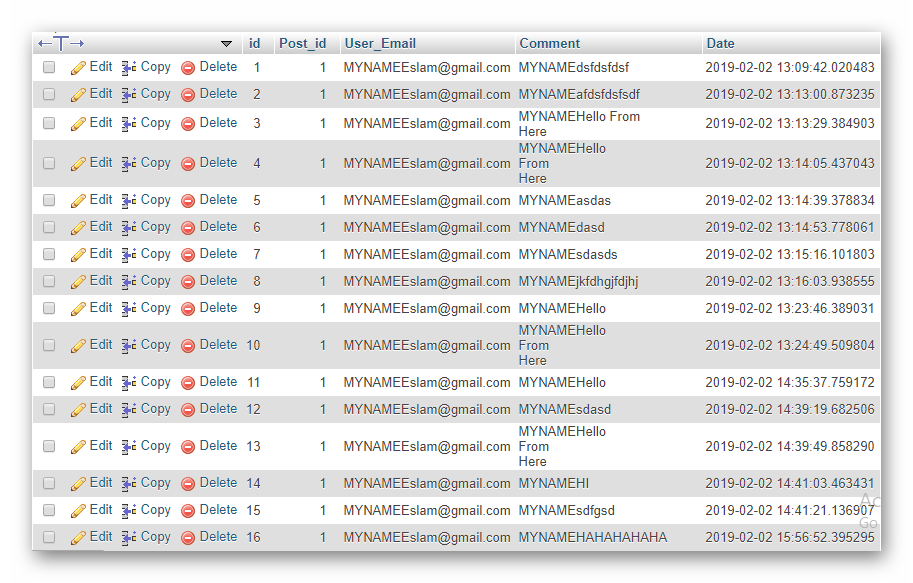 id Post_id User_Email Comment Date
Edit Copy Delete 1 1 MYNAMEEslam@gmail.com MYNAMEdsfdsfdsf 2019-02-02 13:09:42.020483
Edit Copy Delete 2 1 MYNAMEEslam@gmail.com MYNAMEafdsfdsfsdf 2019-02-02 13:13:00.873235
Edit Copy Delete 3 1 MYNAMEEslam@gmail.com MYNAMEHello From
Here 2019-02-02 13:13:29.384903
Edit Copy Delete 4 1 MYNAMEEslam@gmail.com MYNAMEHello
From
Here 2019-02-02 13:14:05.437043
Edit Copy Delete 5 1 MYNAMEEslam@gmail.com MYNAMEasdas 2019-02-02 13:14:39.378834
Edit Copy Delete 6 1 MYNAMEEslam@gmail.com MYNAMEdasd 2019-02-02 13:14:53.778061
Edit Copy Delete 7 1 MYNAMEEslam@gmail.com MYNAMEsdasds 2019-02-02 13:15:16.101803
Edit Copy Delete 8 1 MYNAMEEslam@gmail.com MYNAMEjkfdhgjfdjhj 2019-02-02 13:16:03.938555
Edit Copy Delete 9 1 MYNAMEEslam@gmail.com MYNAMEHello 2019-02-02 13:23:46.389031
Edit Copy Delete 10 1 MYNAMEEslam@gmail.com MYNAMEHello
From
Here 2019-02-02 13:24:49.509804
Edit Copy Delete 11 1 MYNAMEEslam@gmail.com MYNAMEHello 2019-02-02 14:35:37.759172
Edit Copy Delete 12 1 MYNAMEEslam@gmail.com MYNAMEsdasd 2019-02-02 14:39:19.682506
Edit Copy Delete 13 1 MYNAMEEslam@gmail.com MYNAMEHello
From
Here 2019-02-02 14:39:49.858290
Edit Copy Delete 14 1 MYNAMEEslam@gmail.com MYNAMEHI 2019-02-02 14:41:03.463431
Edit Copy Delete 15 1 MYNAMEEslam@gmail.com MYNAMEsdfgsd 2019-02-02 14:41:21.136907
Go
Edit Copy Delete 16 1 MYNAMEEslam@gmail.com MYNAMEHAHAHAHAHA 2019-02-02 15:56:52.395295